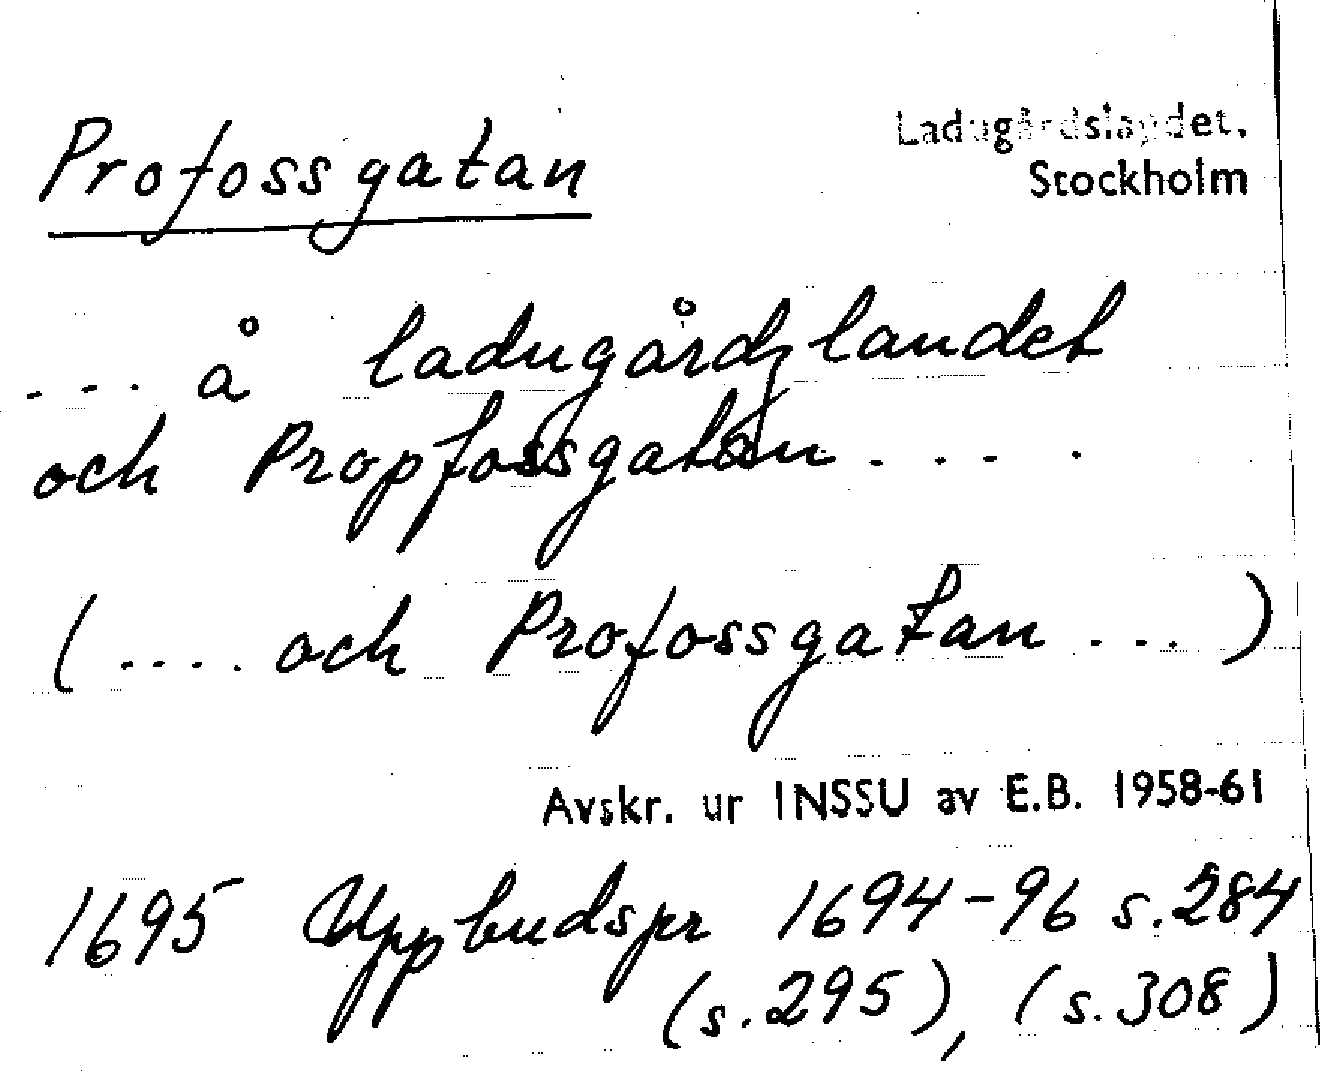 Profossgatan
Ladugårdslandet.
Stockholm
... å ladugårdzlandet
och Propfossgatan ....
(.... och Profossgatan ...)
Avskr. ur INSSU av E.B. 1958-61
1695 Uppbudspr 1694-96 s.284
(s.295), (s.308)